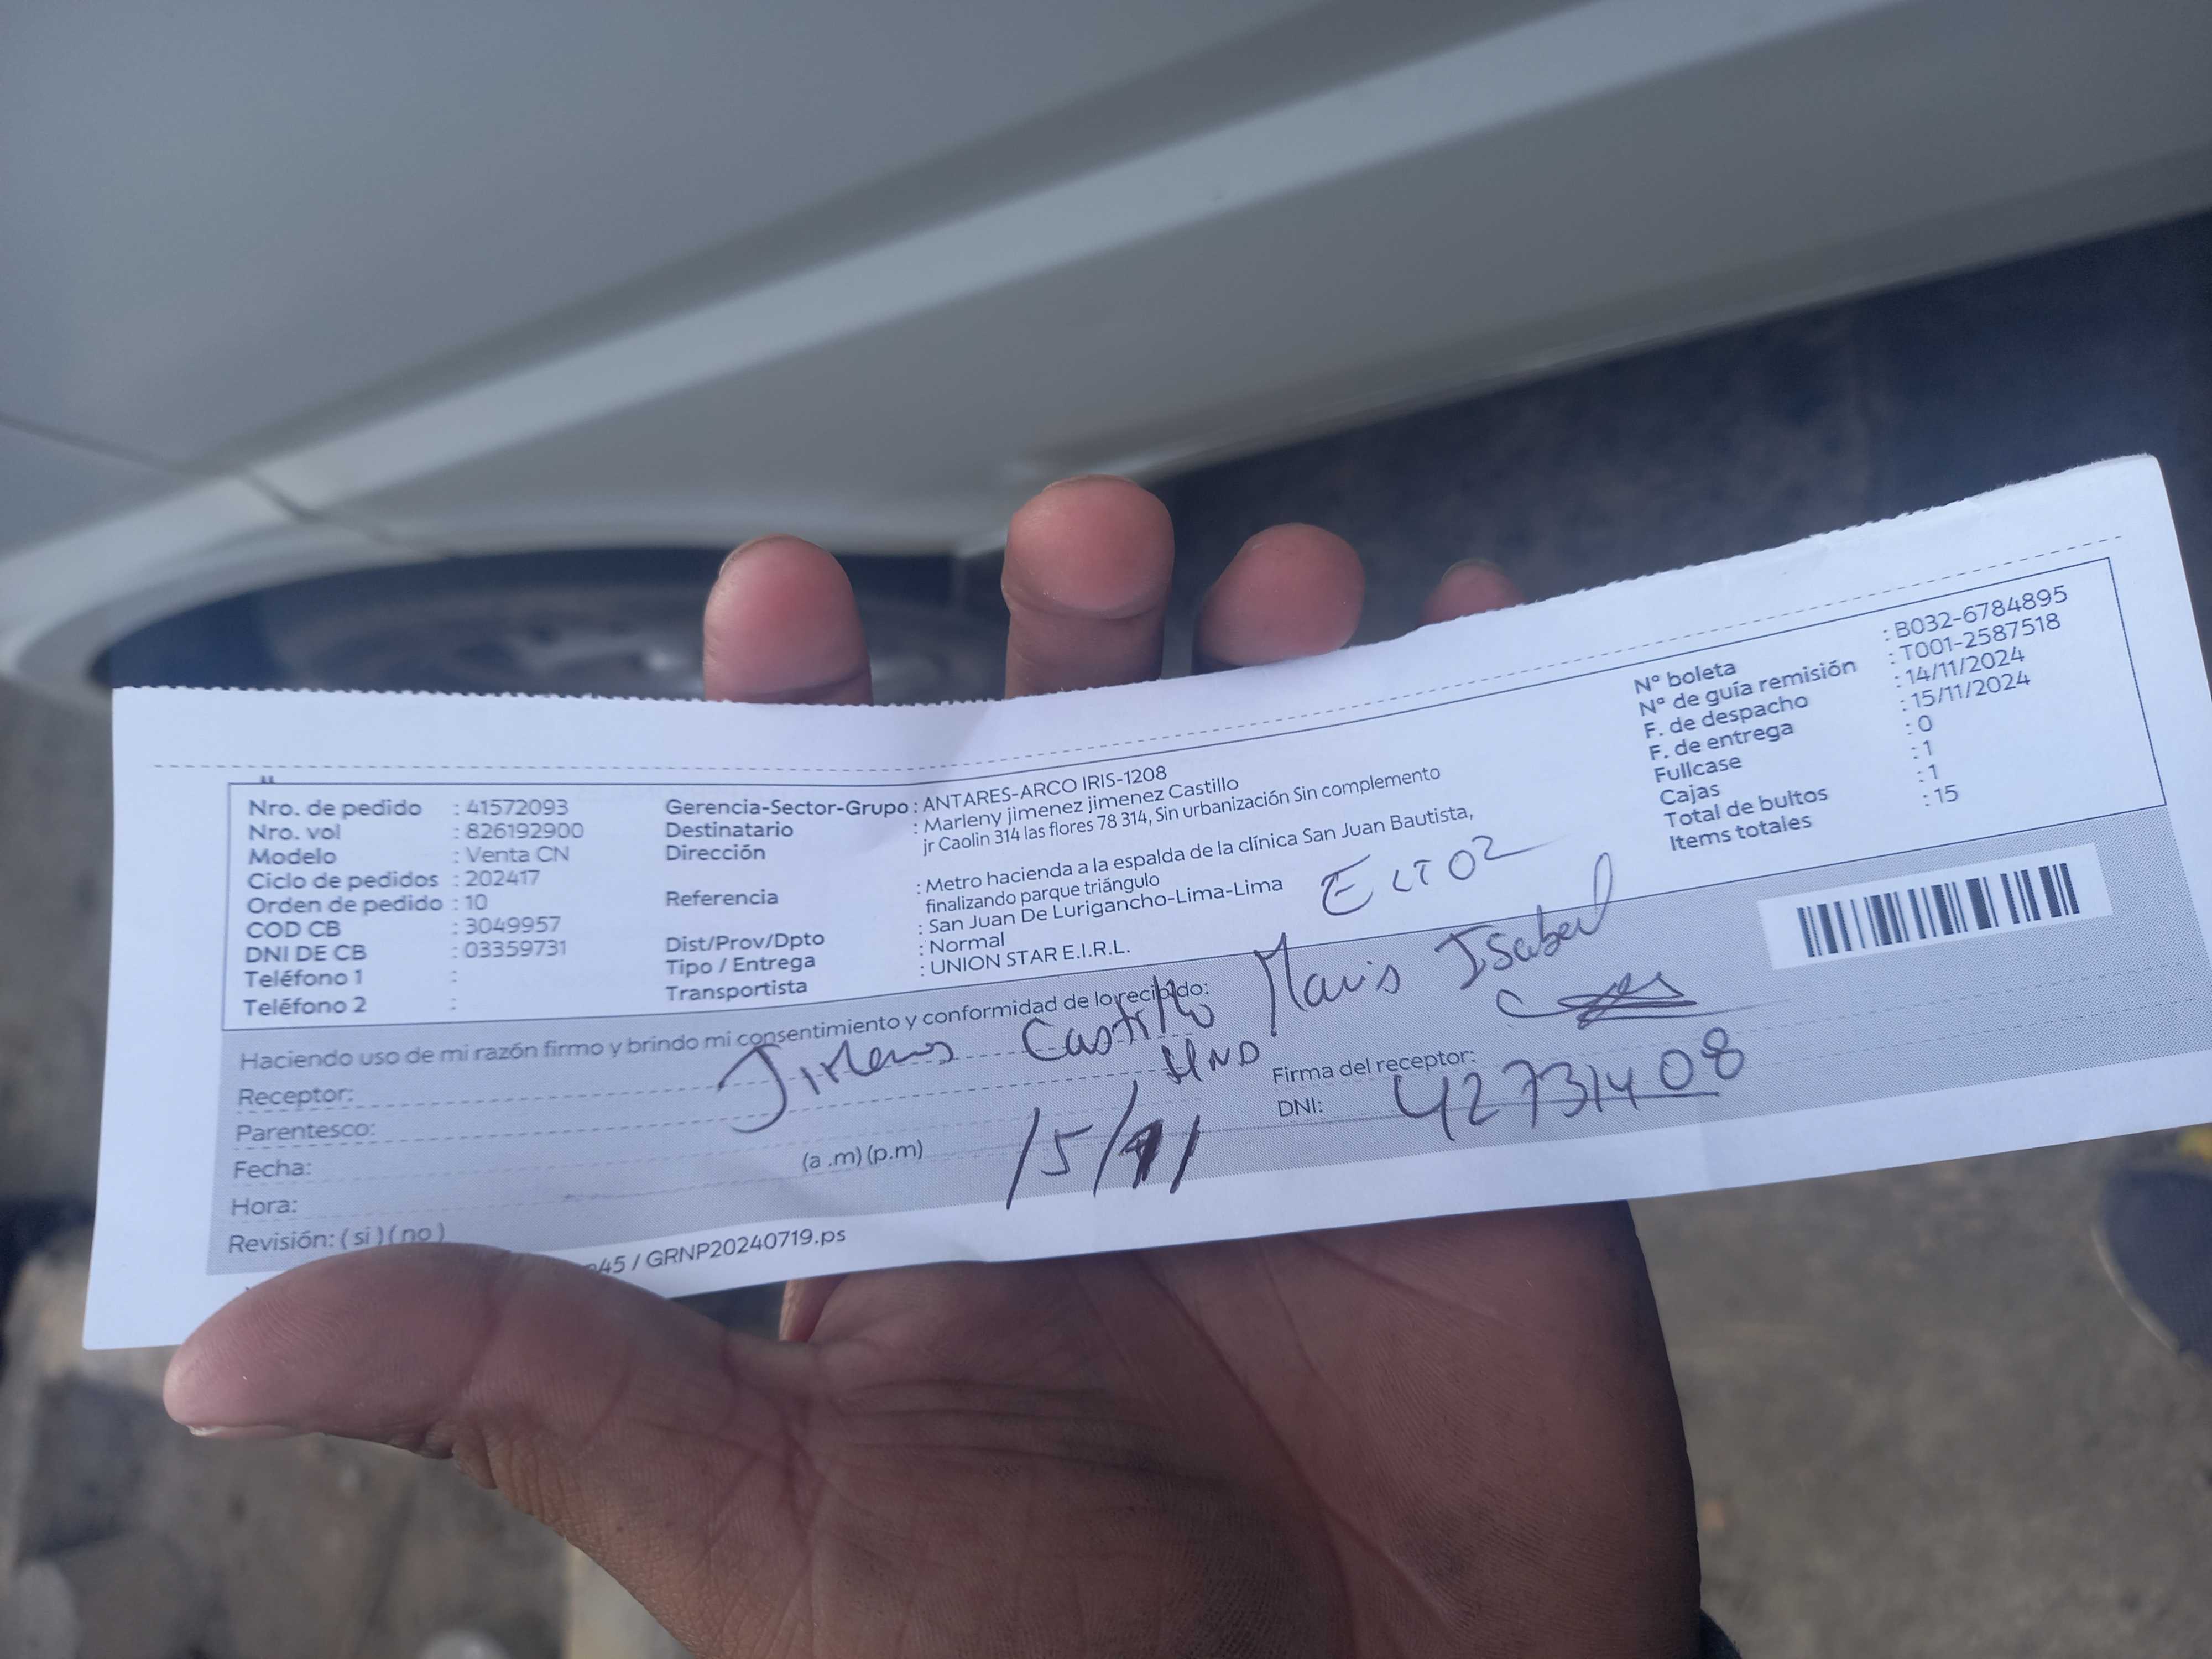 Nro. de pedido : 41572093
Nro. vol : 826192900
Modelo : Venta CN
Ciclo de pedidos : 202417
Orden de pedido : 10
COD CB : 3049957
DNI DE CB : 03359731
Teléfono 1 :
Teléfono 2 :
Gerencia-Sector-Grupo : ANTARES-ARCO IRIS-1208
Destinatario : Marleny jimenez jimenez Castillo
Dirección jr Caolin 314 las flores 78 314, Sin urbanización Sin complemento
Referencia : Metro hacienda a la espalda de la clínica San Juan Bautista,
finalizando parque triángulo
Dist/Prov/Dpto : San Juan De Lurigancho-Lima-Lima
Tipo / Entrega : Normal
Transportista : UNION STAR E.I.R.L.
N° boleta : B032-6784895
N° de guía remisión : T001-2587518
F. de despacho : 14/11/2024
F. de entrega : 15/11/2024
Fullcase : 0
Cajas : 1
Total de bultos : 1
Items totales : 15
Haciendo uso de mi razón firmo y brindo mi consentimiento y conformidad de lo recibido:
Receptor: Castillo Isabel
Parentesco: HNO
Fecha: 15/11
Hora: (a .m) (p.m)
Revisión: ( si ) ( no )
Firma del receptor:
DNI: 42731408
45 / GRNP20240719.ps